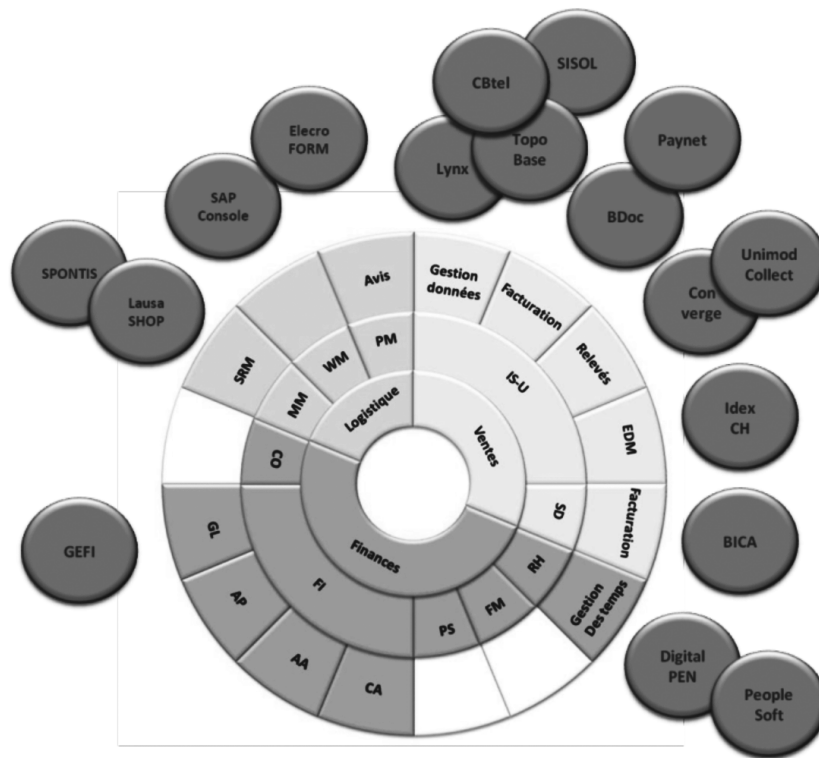 SISOL
CBtel
Elecro
FORM
Topo
Base
Paynet
Lynx
SAP
Console
BDoc
SPONTIS
Lausa
SHOP
Unimod
Collect
Con
verge
Avis
Gestion
données
Facturation
Relevés
EDM
Facturation
Gestion
Des temps
SRM
MM
WM
PM
IS-U
SD
RH
FM
PS
Logistique
Ventes
Finances
CO
FI
GL
AP
AA
CA
Idex
CH
GEFI
BICA
Digital
PEN
People
Soft